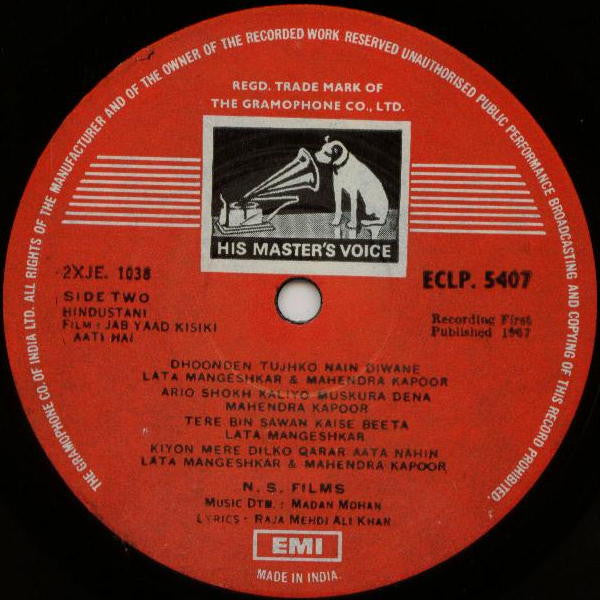 THE GRAMOPHONE CO. OF INDIA LTD. ALL RIGHTS OF THE MANUFACTURER AND OF THE OWNER OF THE RECORDED WORK RESERVED UNAUTHORISED PUBLIC PERFORMANCE BROADCASTING AND COPYING OF THIS RECORD PROHIBITED.
REGD. TRADE MARK OF
THE GRAMOPHONE CO., LTD.
HIS MASTER'S VOICE
2XJE. 1038
ECLP. 5407
SIDE TWO
HINDUSTANI
FILM : JAB YAAD KISIKI
AATI HAI
Recording First
Published 1967
DHOONDEN TUJHKO NAIN DIWANE
LATA MANGESHKAR & MAHENDRA KAPOOR
ARIO SHOKH KALIYO MUSKURA DENA
MAHENDRA KAPOOR
TERE BIN SAWAN KAISE BEETA
LATA MANGESHKAR
KIYON MERE DILKO QARAR AATA NAHIN
LATA MANGESHKAR & MAHENDRA KAPOOR
N. S. FILMS
MUSIC DTR. : MADAN MOHAN
LYRICS : RAJA MEHDI ALI KHAN
EMI
MADE IN INDIA.